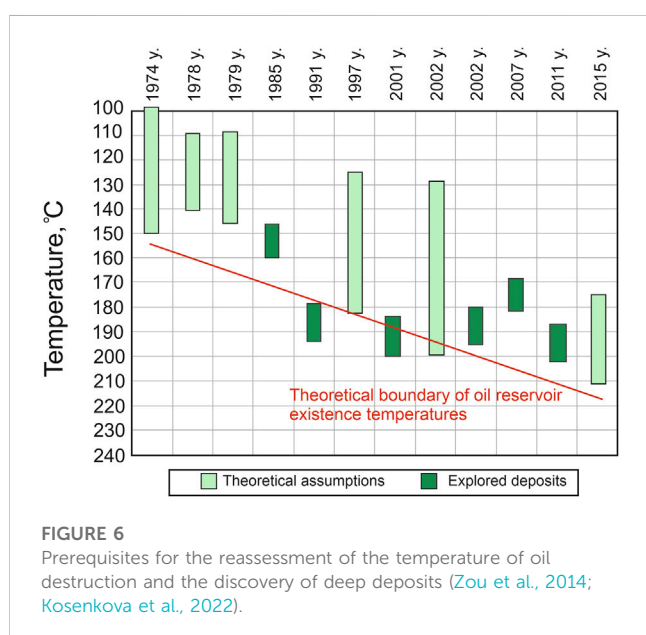 1974 y.
1978 y.
1979 y.
1985 y.
1991 y.
1997 y.
2001 y.
2002 y.
2002 y.
2007 y.
2011 y.
2015 y.
Temperature, °C
100
110
120
130
140
150
160
170
180
190
200
210
220
230
240
Theoretical boundary of oil reservoir
existence temperatures
Theoretical assumptions
Explored deposits
FIGURE 6
Prerequisites for the reassessment of the temperature of oil
destruction and the discovery of deep deposits (Zou et al., 2014;
Kosenkova et al., 2022).